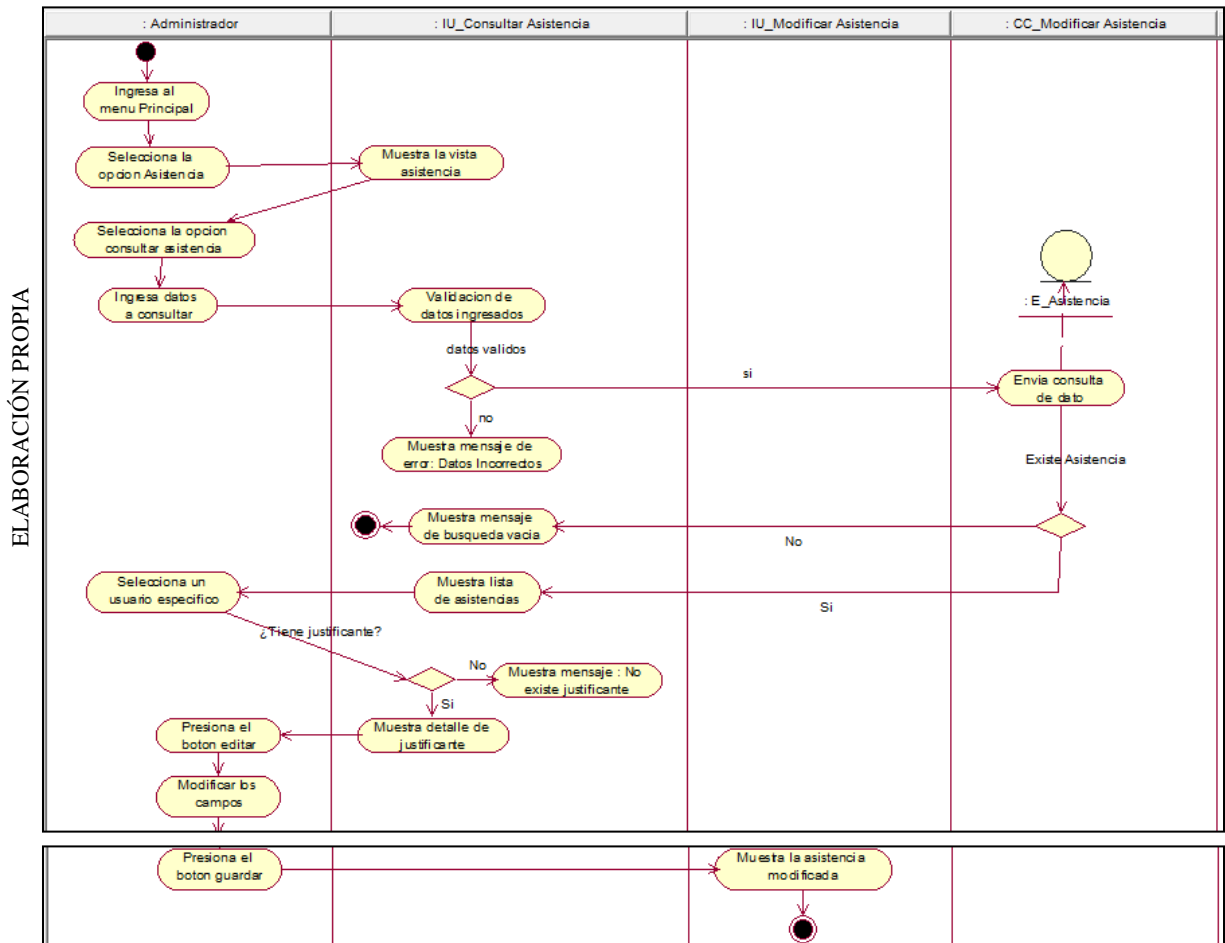 : Administrador
: IU_Consultar Asistencia
: IU_Modificar Asistencia
: CC_Modificar Asistencia
Ingresa al
menu Principal
Selecciona la
opcion Asistencia
Muestra la vista
asistencia
Selecciona la opcion
consultar asistencia
Ingresa datos
a consultar
Validacion de
datos ingresados
: E_Asistencia
datos validos
si
Envia consulta
de dato
no
Muestra mensaje de
error: Datos Incorrectos
Existe Asistencia
Muestra mensaje
de busqueda vacia
No
Selecciona un
usuario especifico
Muestra lista
de asistencias
Si
¿Tiene justificante?
No
Muestra mensaje : No
existe justificante
Si
Presiona el
boton editar
Muestra detalle de
justificante
Modificar los
campos
Presiona el
boton guardar
Muestra la asistencia
modificada
ELABORACIÓN PROPIA